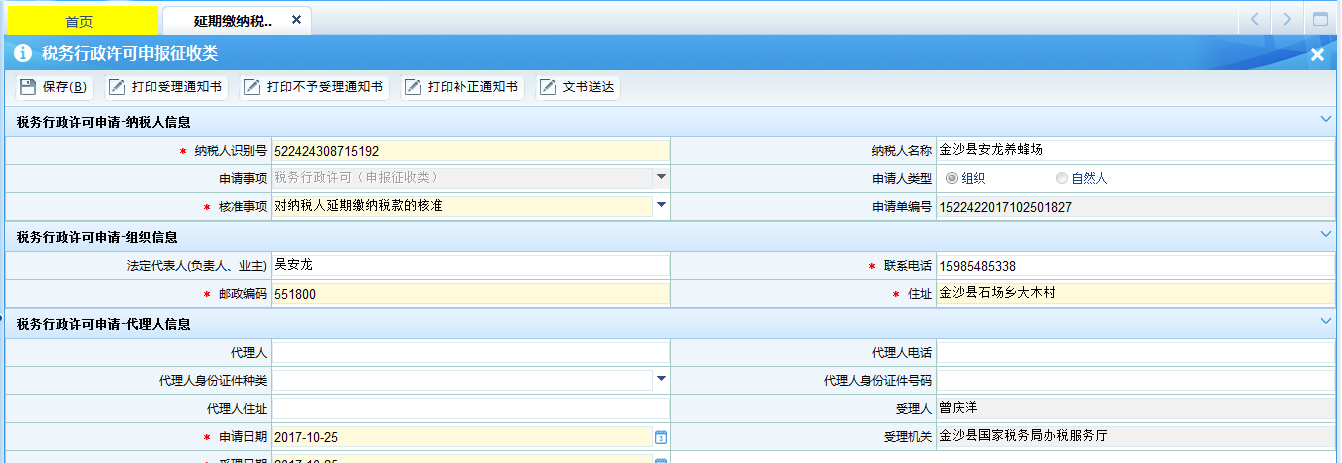 首页 延期缴纳税..
税务行政许可申报征收类
保存(B) 打印受理通知书 打印不予受理通知书 打印补正通知书 文书送达
税务行政许可申请-纳税人信息
* 纳税人识别号 522424308715192 纳税人名称 金沙县安龙养蜂场
申请事项 税务行政许可（申报征收类） 申请人类型 组织 自然人
* 核准事项 对纳税人延期缴纳税款的核准 申请单编号 1522422017102501827
税务行政许可申请-组织信息
法定代表人(负责人、业主) 吴安龙 * 联系电话 15985485338
* 邮政编码 551800 * 住址 金沙县石场乡大木村
税务行政许可申请-代理人信息
代理人 代理人电话
代理人身份证件种类 代理人身份证件号码
代理人住址 受理人 曾庆洋
* 申请日期 2017-10-25 受理机关 金沙县国家税务局办税服务厅
* 受理日期 2017-10-25